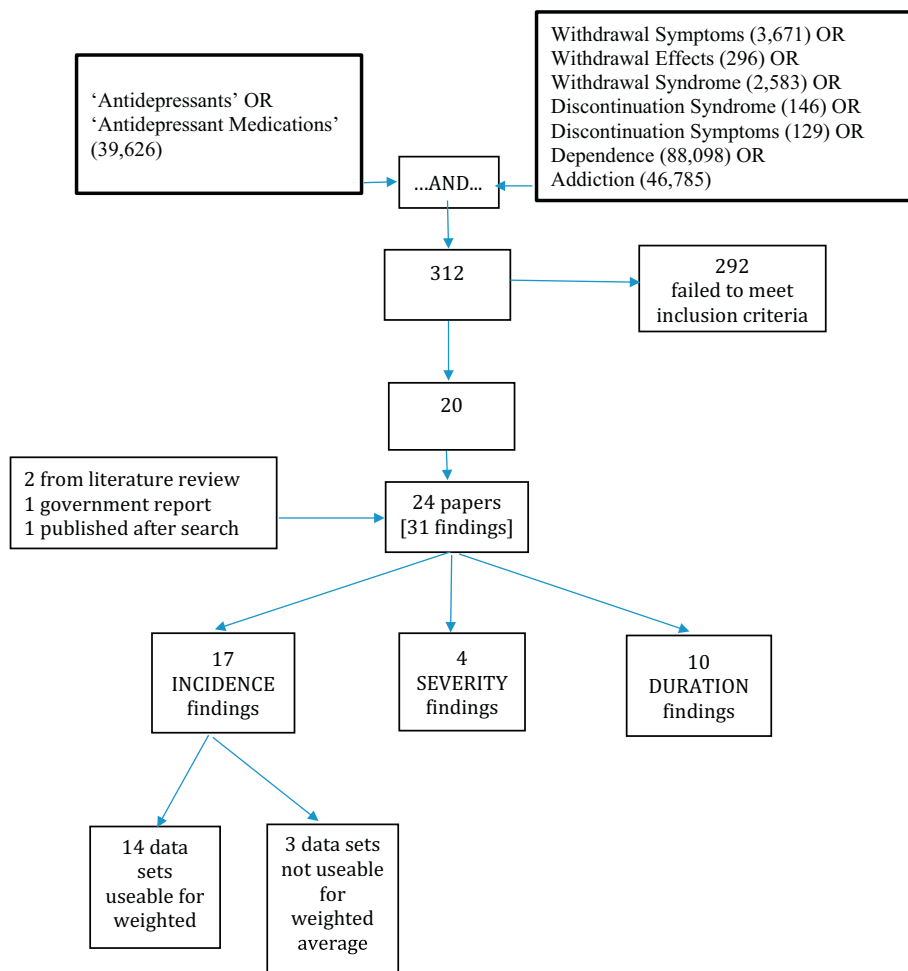 ‘Antidepressants’ OR
‘Antidepressant Medications’
(39,626)
Withdrawal Symptoms (3,671) OR
Withdrawal Effects (296) OR
Withdrawal Syndrome (2,583) OR
Discontinuation Syndrome (146) OR
Discontinuation Symptoms (129) OR
Dependence (88,098) OR
Addiction (46,785)
...AND...
312
292
failed to meet
inclusion criteria
20
2 from literature review
1 government report
1 published after search
24 papers
[31 findings]
17
INCIDENCE
findings
4
SEVERITY
findings
10
DURATION
findings
14 data
sets
useable for
weighted
3 data sets
not useable
for
weighted
average